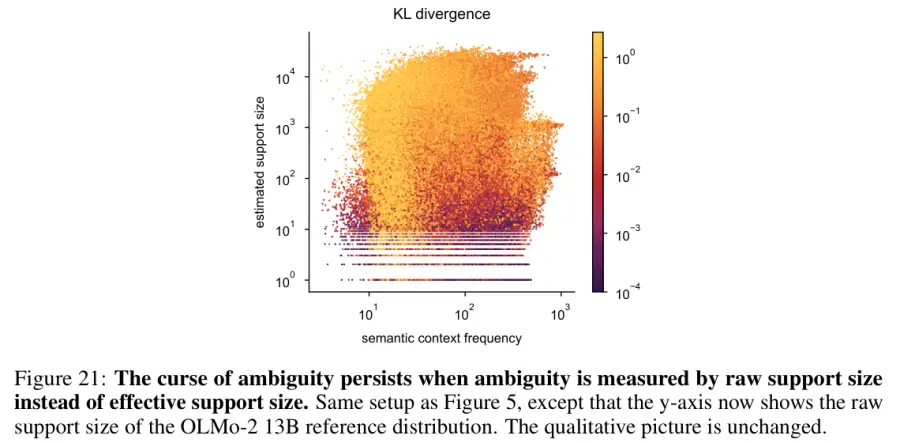 KL divergence
estimated support size
10^4
10^3
10^2
10^1
10^0
10^1
10^2
10^3
semantic context frequency
10^0
10^−1
10^−2
10^−3
10^−4
Figure 21: The curse of ambiguity persists when ambiguity is measured by raw support size
instead of effective support size. Same setup as Figure 5, except that the y-axis now shows the raw
support size of the OLMo-2 13B reference distribution. The qualitative picture is unchanged.